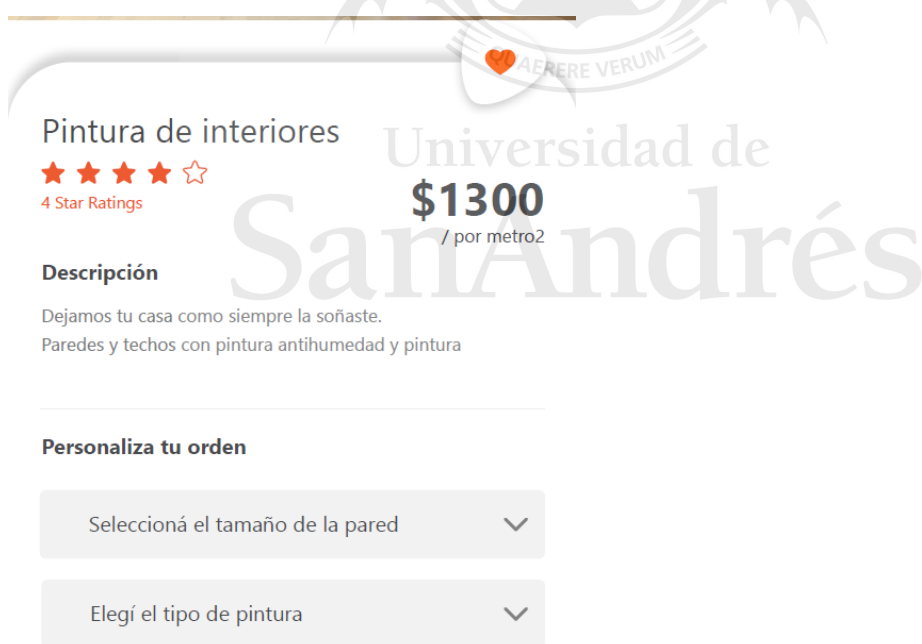 QUAERERE VERUM
Universidad de
SanAndrés
Pintura de interiores
4 Star Ratings
$1300
/ por metro2
Descripción
Dejamos tu casa como siempre la soñaste.
Paredes y techos con pintura antihumedad y pintura
Personaliza tu orden
Seleccioná el tamaño de la pared
Elegí el tipo de pintura